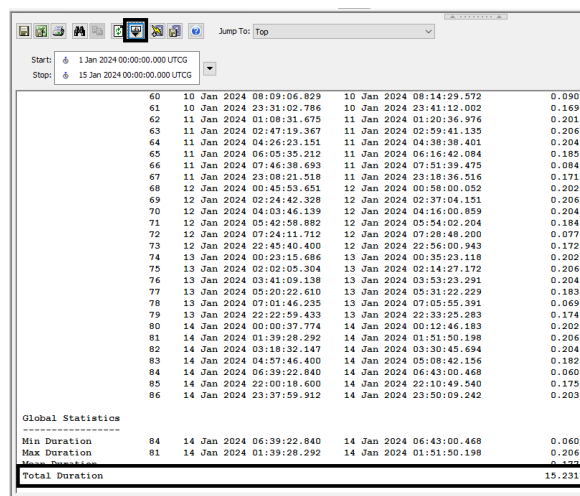 Jump To: Top
Start: 1 Jan 2024 00:00:00.000 UTCG
Stop: 15 Jan 2024 00:00:00.000 UTCG
60 10 Jan 2024 08:09:06.829 10 Jan 2024 08:14:29.572 0.090
61 10 Jan 2024 23:31:02.786 10 Jan 2024 23:41:12.002 0.169
62 11 Jan 2024 01:08:31.675 11 Jan 2024 01:20:36.976 0.201
63 11 Jan 2024 02:47:19.367 11 Jan 2024 02:59:41.135 0.206
64 11 Jan 2024 04:26:23.151 11 Jan 2024 04:38:38.401 0.204
65 11 Jan 2024 06:05:35.212 11 Jan 2024 06:16:42.084 0.185
66 11 Jan 2024 07:46:38.693 11 Jan 2024 07:51:39.475 0.084
67 11 Jan 2024 23:08:21.518 11 Jan 2024 23:18:36.516 0.171
68 12 Jan 2024 00:45:53.651 12 Jan 2024 00:58:00.052 0.202
69 12 Jan 2024 02:24:42.328 12 Jan 2024 02:37:04.151 0.206
70 12 Jan 2024 04:03:46.139 12 Jan 2024 04:16:00.859 0.204
71 12 Jan 2024 05:42:58.882 12 Jan 2024 05:54:02.204 0.184
72 12 Jan 2024 07:24:11.712 12 Jan 2024 07:28:48.200 0.077
73 12 Jan 2024 22:45:40.400 12 Jan 2024 22:56:00.943 0.172
74 13 Jan 2024 00:23:15.686 13 Jan 2024 00:35:23.118 0.202
75 13 Jan 2024 02:02:05.304 13 Jan 2024 02:14:27.172 0.206
76 13 Jan 2024 03:41:09.138 13 Jan 2024 03:53:23.291 0.204
77 13 Jan 2024 05:20:22.610 13 Jan 2024 05:31:22.229 0.183
78 13 Jan 2024 07:01:46.235 13 Jan 2024 07:05:55.391 0.069
79 13 Jan 2024 22:22:59.433 13 Jan 2024 22:33:25.283 0.174
80 14 Jan 2024 00:00:37.774 14 Jan 2024 00:12:46.183 0.202
81 14 Jan 2024 01:39:28.292 14 Jan 2024 01:51:50.198 0.206
82 14 Jan 2024 03:18:32.147 14 Jan 2024 03:30:45.694 0.204
83 14 Jan 2024 04:57:46.400 14 Jan 2024 05:08:42.156 0.182
84 14 Jan 2024 06:39:22.840 14 Jan 2024 06:43:00.468 0.060
85 14 Jan 2024 22:00:18.600 14 Jan 2024 22:10:49.540 0.175
86 14 Jan 2024 23:37:59.912 14 Jan 2024 23:50:09.242 0.203
Global Statistics
-----------------
Min Duration 84 14 Jan 2024 06:39:22.840 14 Jan 2024 06:43:00.468 0.060
Max Duration 81 14 Jan 2024 01:39:28.292 14 Jan 2024 01:51:50.198 0.206
Total Duration 15.231